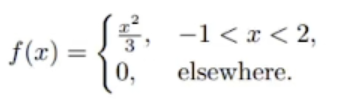 f(x) = { x²/3, -1 < x < 2,
0, elsewhere.